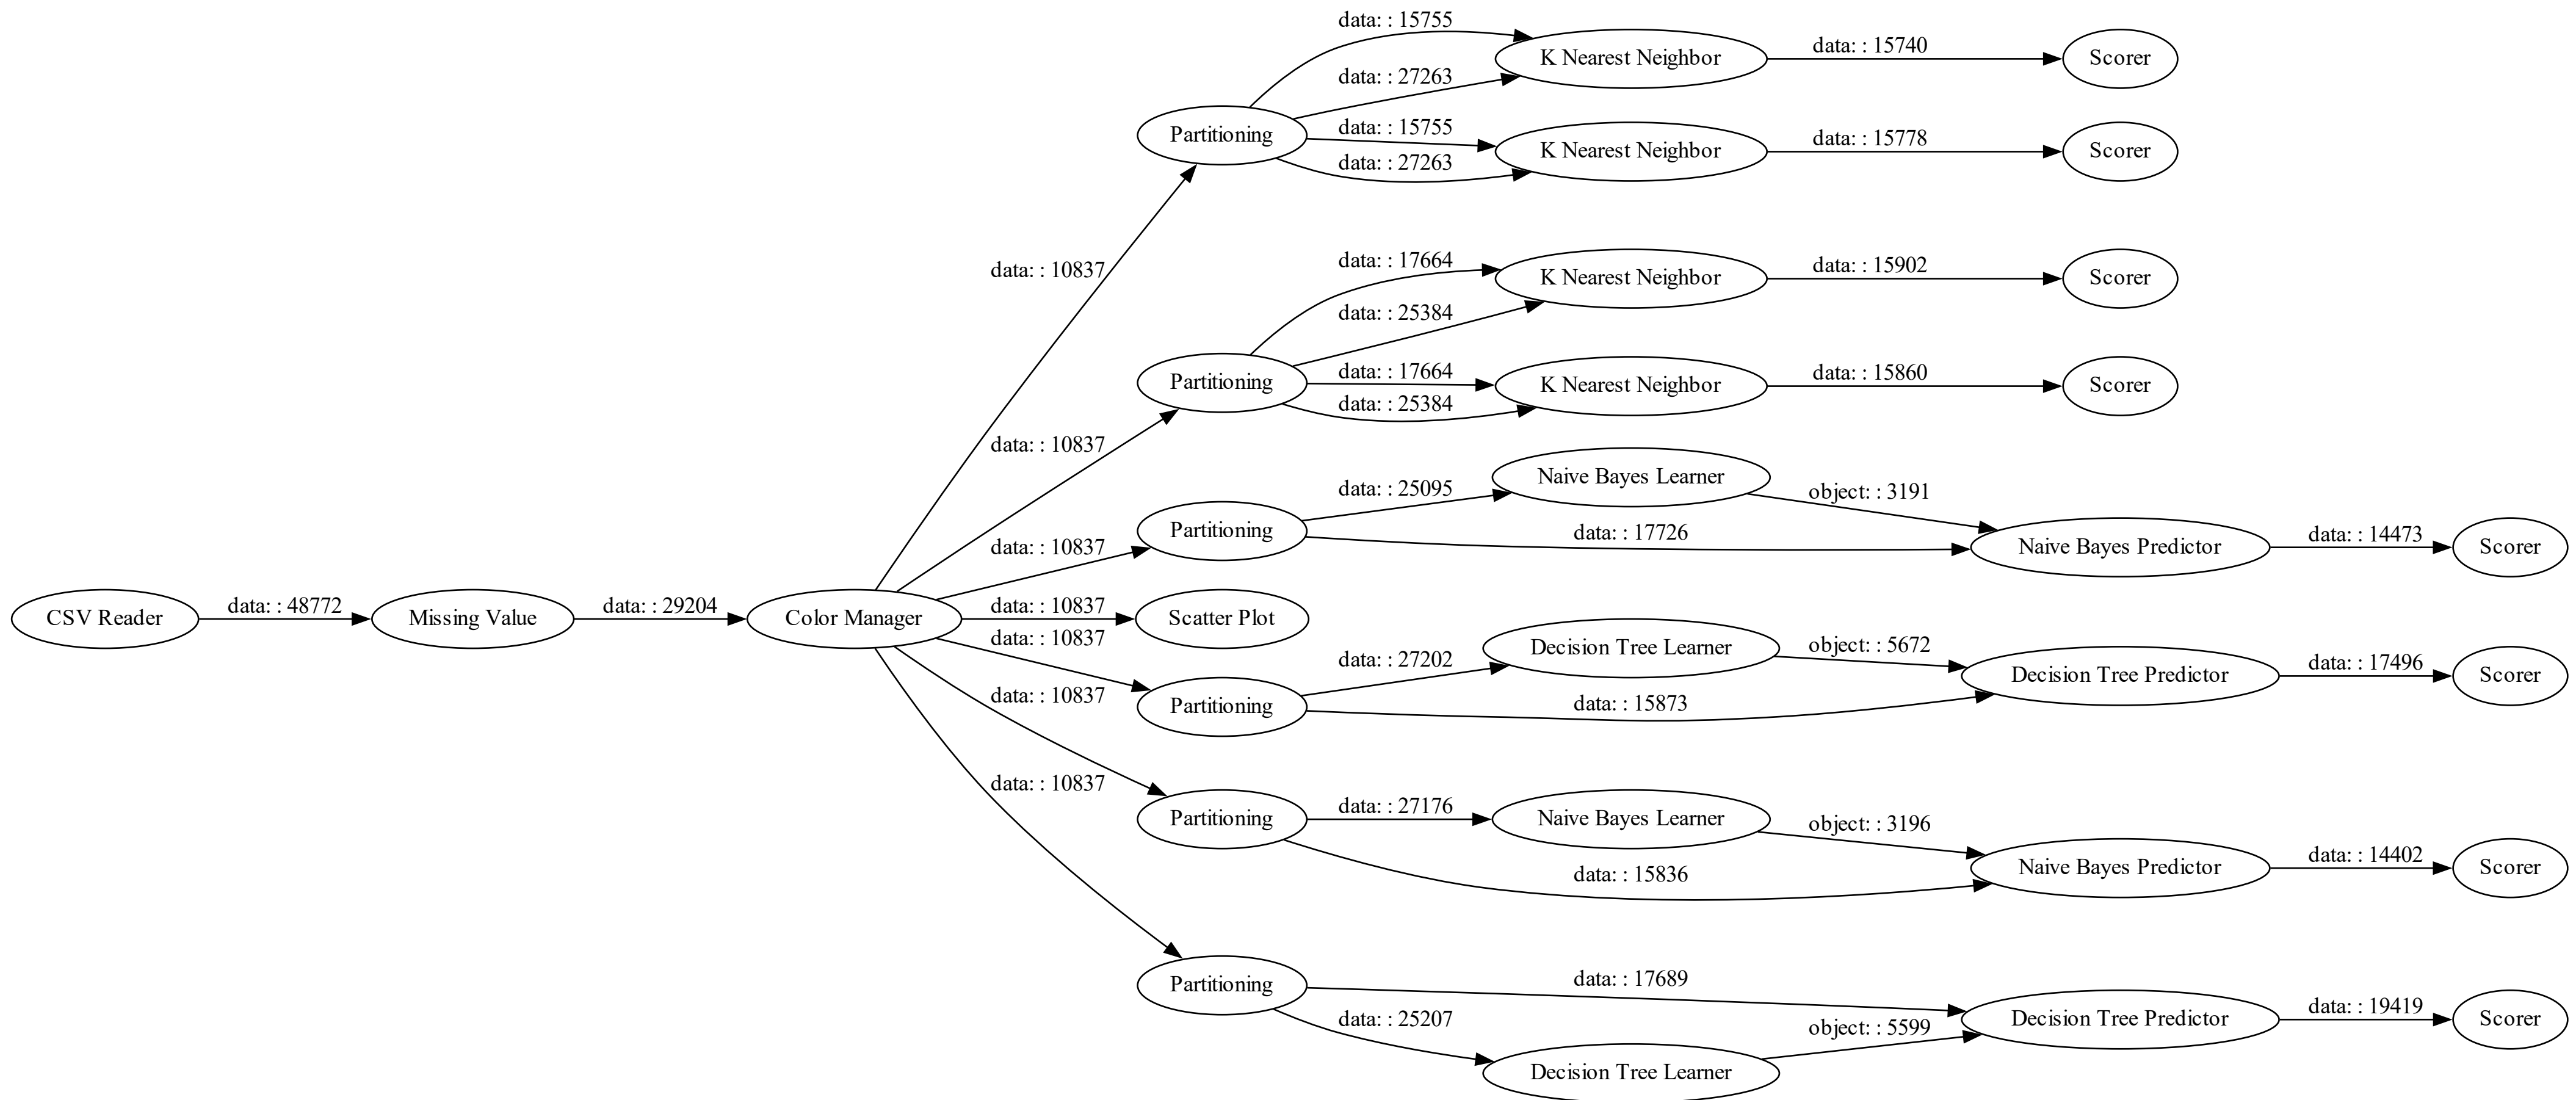 data: : 15755
K Nearest Neighbor
data: : 15740
Scorer
data: : 27263
Partitioning
data: : 15755
K Nearest Neighbor
data: : 15778
Scorer
data: : 27263
data: : 10837
data: : 17664
K Nearest Neighbor
data: : 15902
Scorer
data: : 25384
Partitioning
data: : 17664
K Nearest Neighbor
data: : 15860
Scorer
data: : 25384
data: : 10837
Naive Bayes Learner
data: : 25095
object: : 3191
Partitioning
data: : 17726
data: : 10837
Naive Bayes Predictor
data: : 14473
Scorer
CSV Reader
data: : 48772
Missing Value
data: : 29204
Color Manager
data: : 10837
Scatter Plot
data: : 10837
Decision Tree Learner
object: : 5672
data: : 27202
Decision Tree Predictor
data: : 17496
Scorer
data: : 10837
Partitioning
data: : 15873
data: : 10837
Partitioning
data: : 27176
Naive Bayes Learner
object: : 3196
data: : 15836
Naive Bayes Predictor
data: : 14402
Scorer
Partitioning
data: : 17689
data: : 25207
Decision Tree Learner
object: : 5599
Decision Tree Predictor
data: : 19419
Scorer